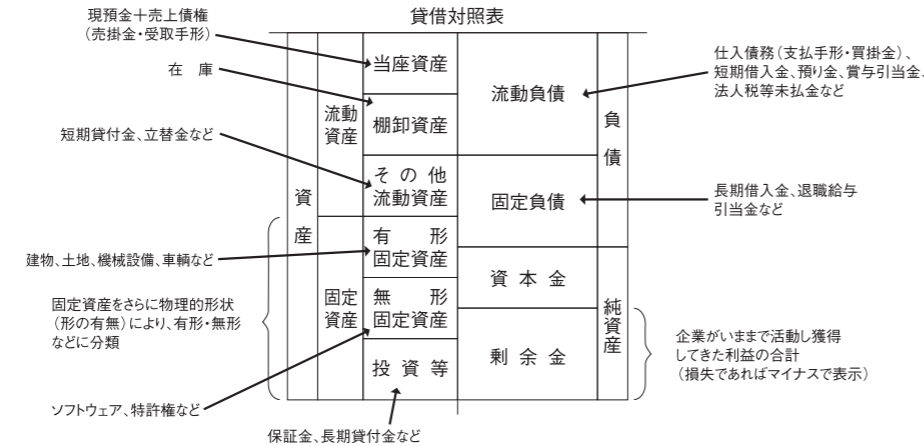 貸借対照表
現預金＋売上債権
（売掛金・受取手形）
在　庫
短期貸付金、立替金など
建物、土地、機械設備、車輌など
固定資産をさらに物理的形状
（形の有無）により、有形・無形
などに分類
ソフトウェア、特許権など
保証金、長期貸付金など
資産
流動
資産
固定
資産
当座資産
棚卸資産
その他
流動資産
有　形
固定資産
無　形
固定資産
投資等
流動負債
固定負債
資本金
剰余金
負債
純資産
仕入債務（支払手形・買掛金）、
短期借入金、預り金、賞与引当金、
法人税等未払金など
長期借入金、退職給与
引当金など
企業がいままで活動し獲得
してきた利益の合計
（損失であればマイナスで表示）